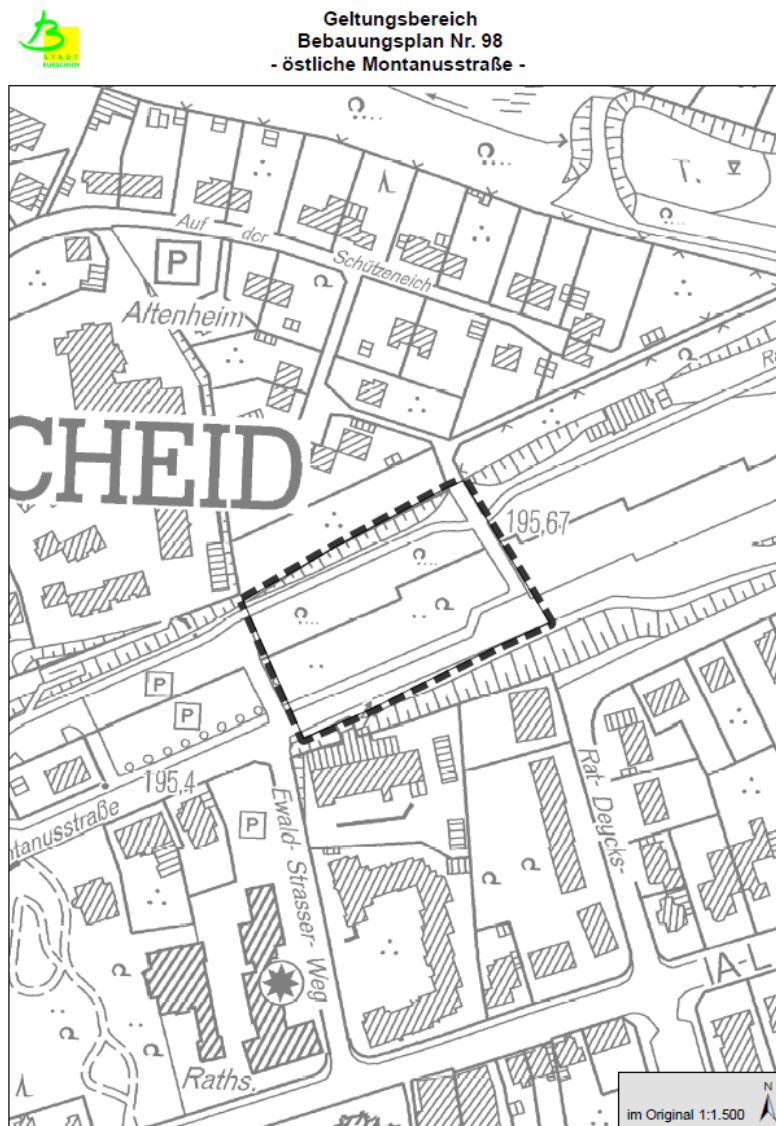 B
STADT
BURSCHEID
Geltungsbereich
Bebauungsplan Nr. 98
- östliche Montanusstraße -
T.
Auf der
Schützeneich
P
Altenheim
CHEID
195,67
P
P
195,4
ntanusstraße
P
Ewald- Strasser- Weg
Rat- Deycks-
IA-L
Raths.
N
im Original 1:1.500